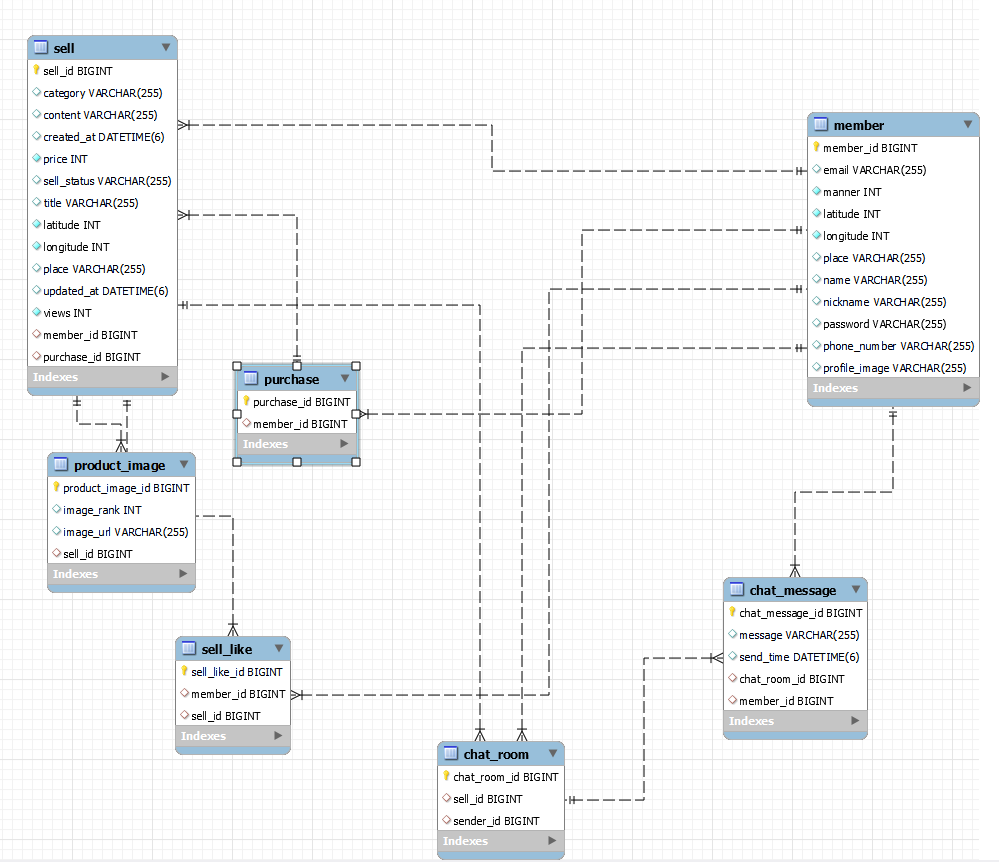 sell
sell_id BIGINT
category VARCHAR(255)
content VARCHAR(255)
created_at DATETIME(6)
price INT
sell_status VARCHAR(255)
title VARCHAR(255)
latitude INT
longitude INT
place VARCHAR(255)
updated_at DATETIME(6)
views INT
member_id BIGINT
purchase_id BIGINT
Indexes
member
member_id BIGINT
email VARCHAR(255)
manner INT
latitude INT
longitude INT
place VARCHAR(255)
name VARCHAR(255)
nickname VARCHAR(255)
password VARCHAR(255)
phone_number VARCHAR(255)
profile_image VARCHAR(255)
Indexes
purchase
purchase_id BIGINT
member_id BIGINT
Indexes
product_image
product_image_id BIGINT
image_rank INT
image_url VARCHAR(255)
sell_id BIGINT
Indexes
sell_like
sell_like_id BIGINT
member_id BIGINT
sell_id BIGINT
Indexes
chat_message
chat_message_id BIGINT
message VARCHAR(255)
send_time DATETIME(6)
chat_room_id BIGINT
member_id BIGINT
Indexes
chat_room
chat_room_id BIGINT
sell_id BIGINT
sender_id BIGINT
Indexes